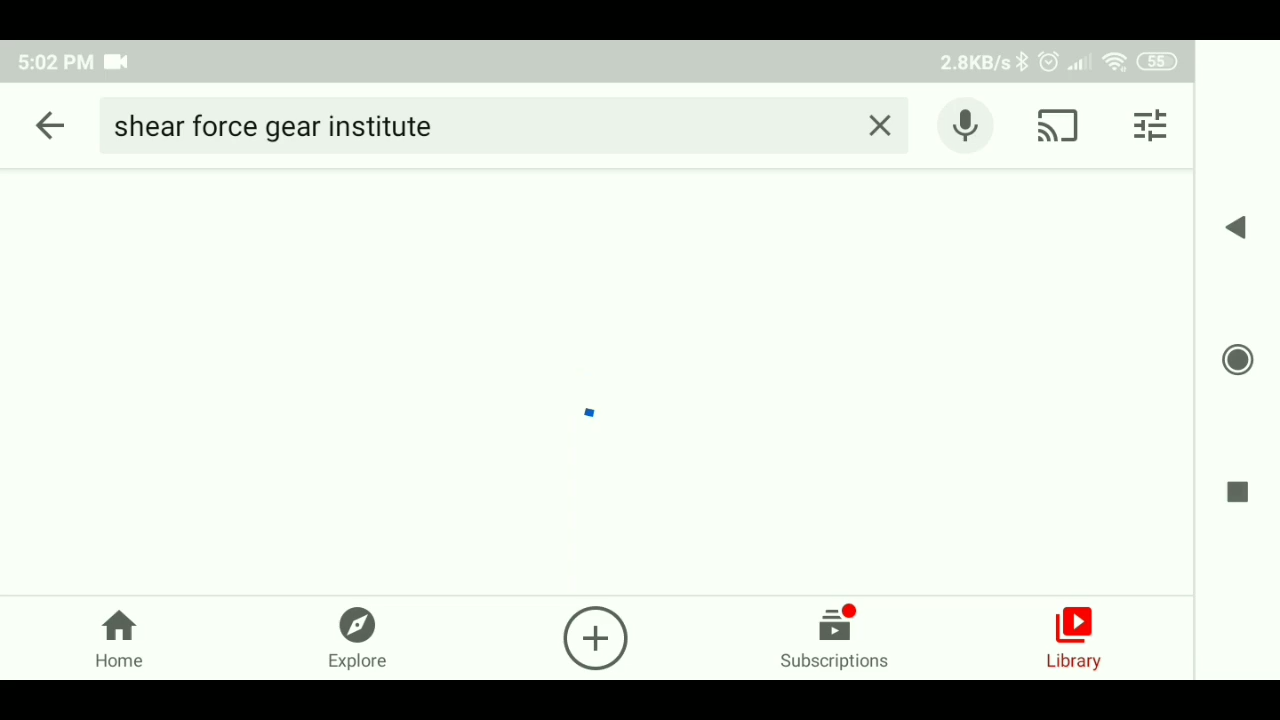 5:02 PM
2.8KB/s
55
shear force gear institute
Home
Explore
Subscriptions
Library